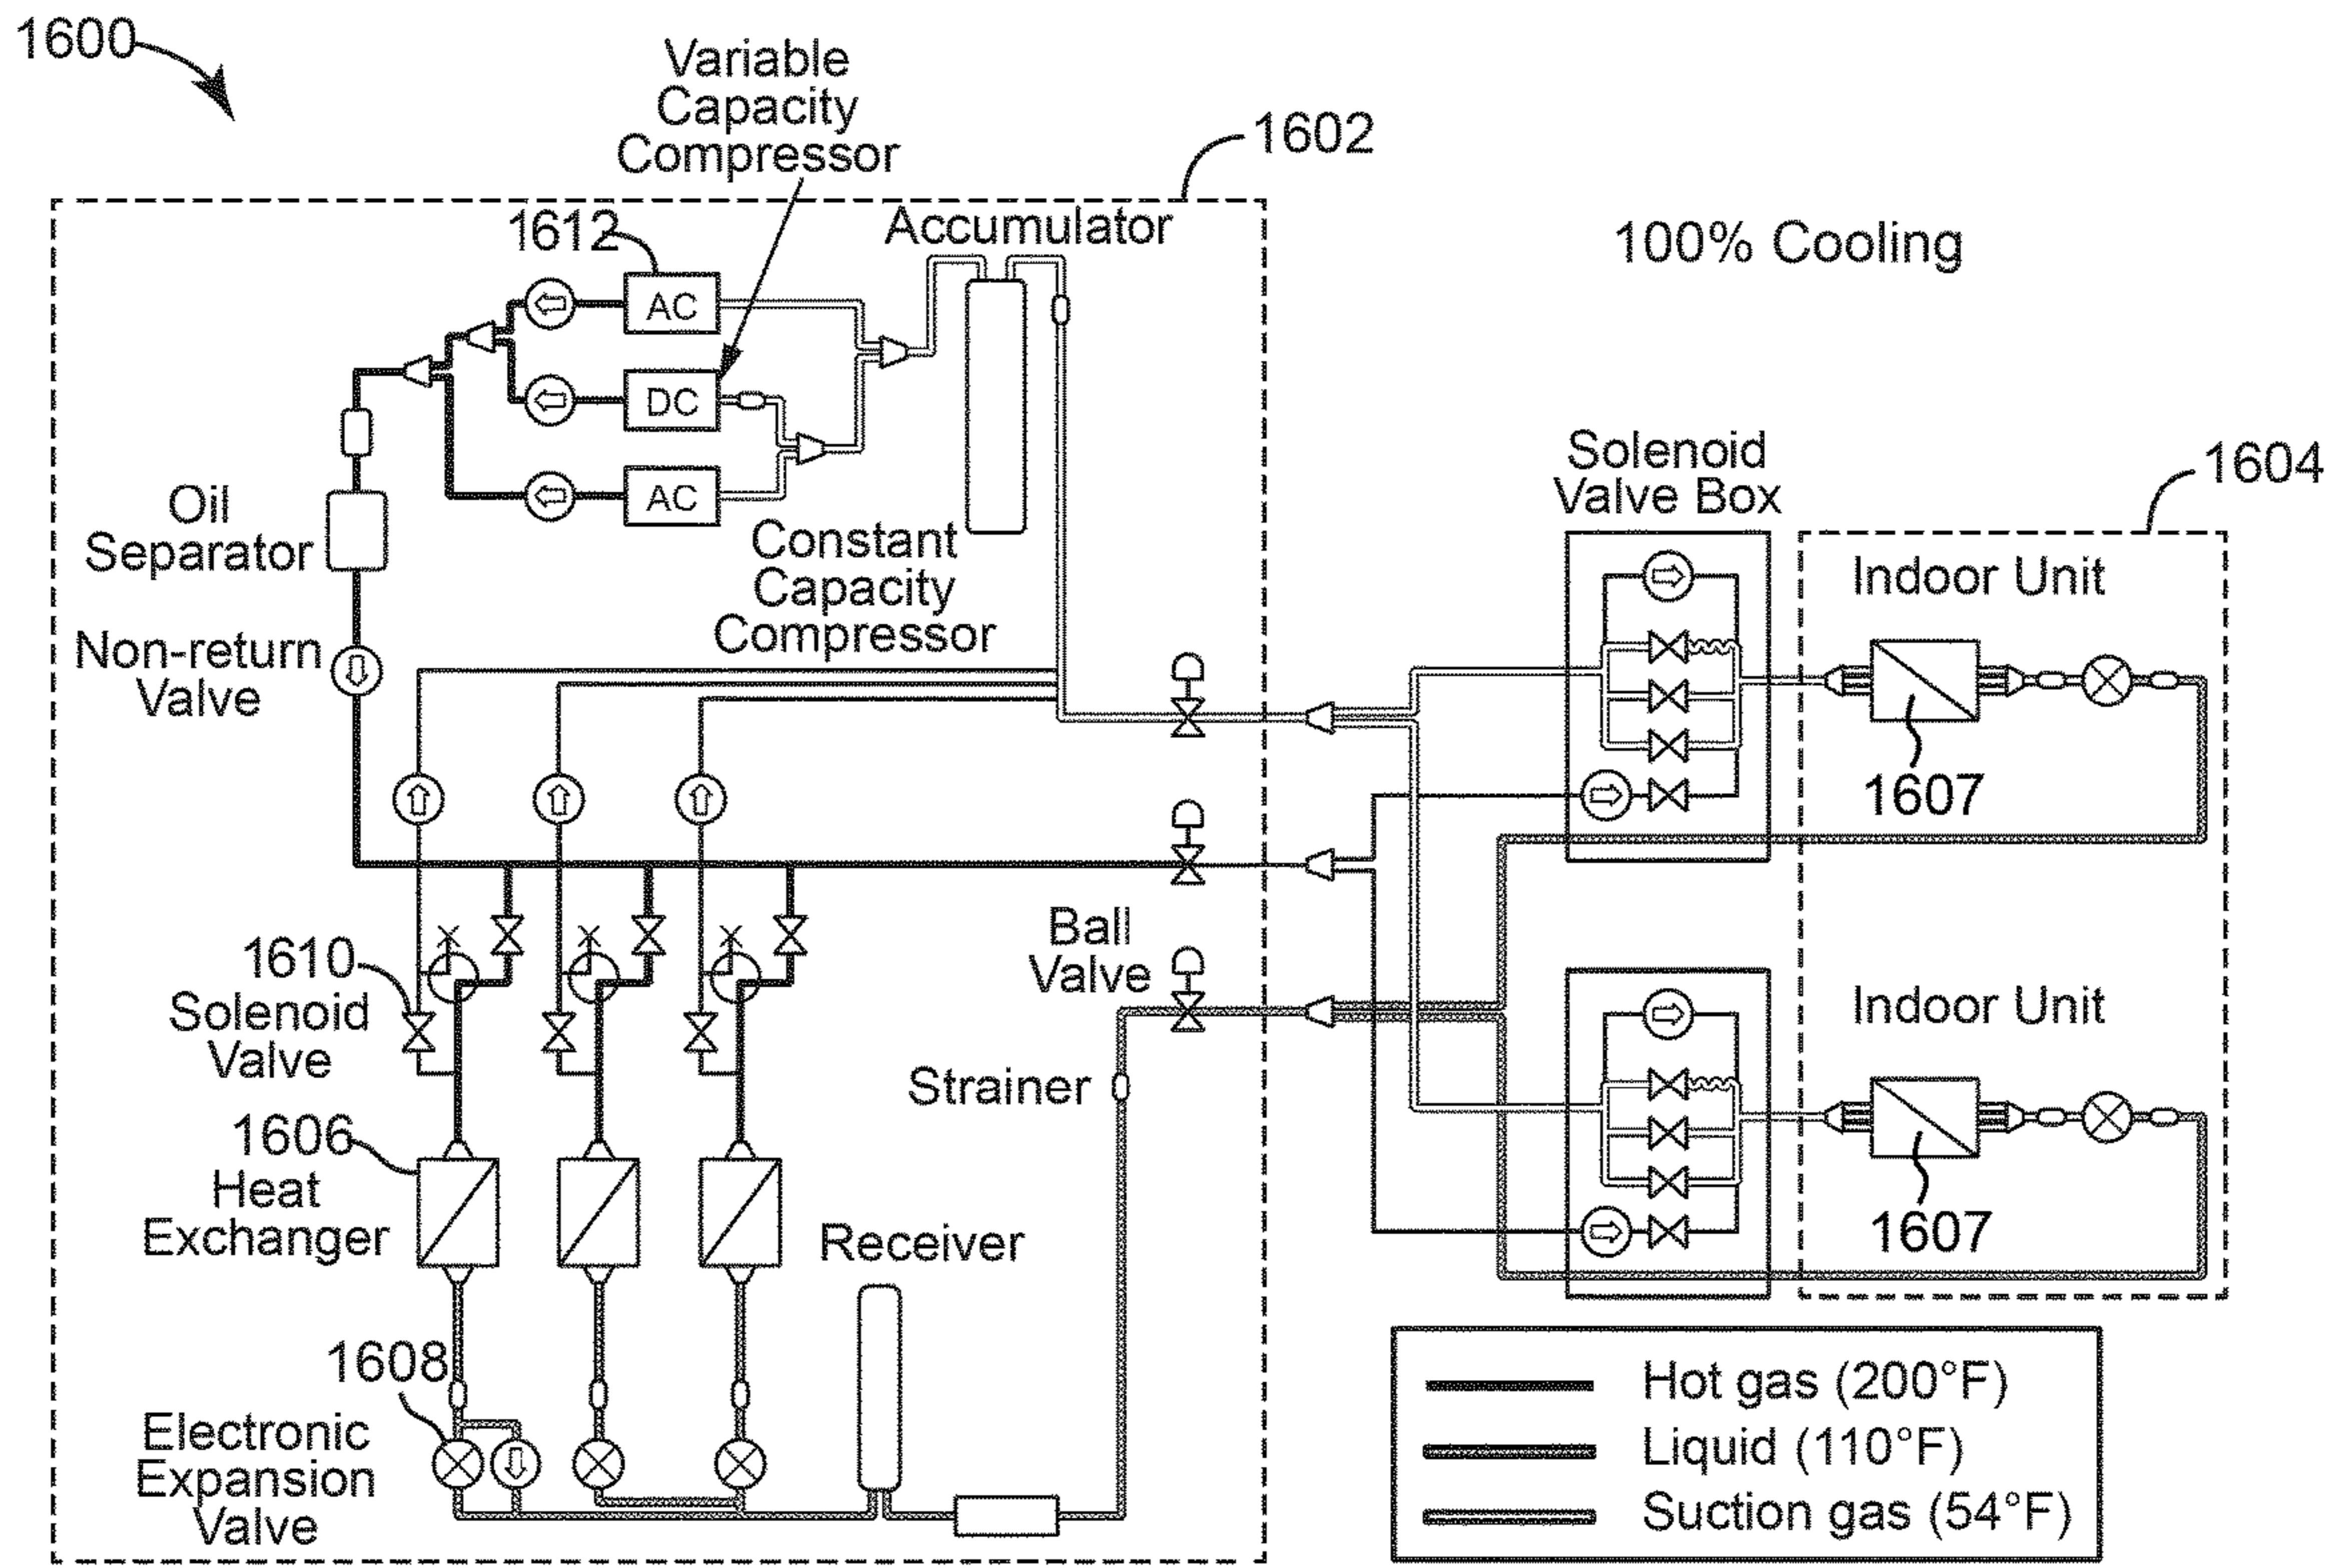 1600
Variable
Capacity
Compressor
1602
1612
Accumulator
100% Cooling
AC
DC
AC
Solenoid
Valve Box
1604
Oil
Separator
Constant
Capacity
Compressor
Indoor Unit
Non-return
Valve
1607
Ball
Valve
1610
Solenoid
Valve
Indoor Unit
Strainer
1606
Heat
Exchanger
Receiver
1607
1608
Electronic
Expansion
Valve
Hot gas (200°F)
Liquid (110°F)
Suction gas (54°F)